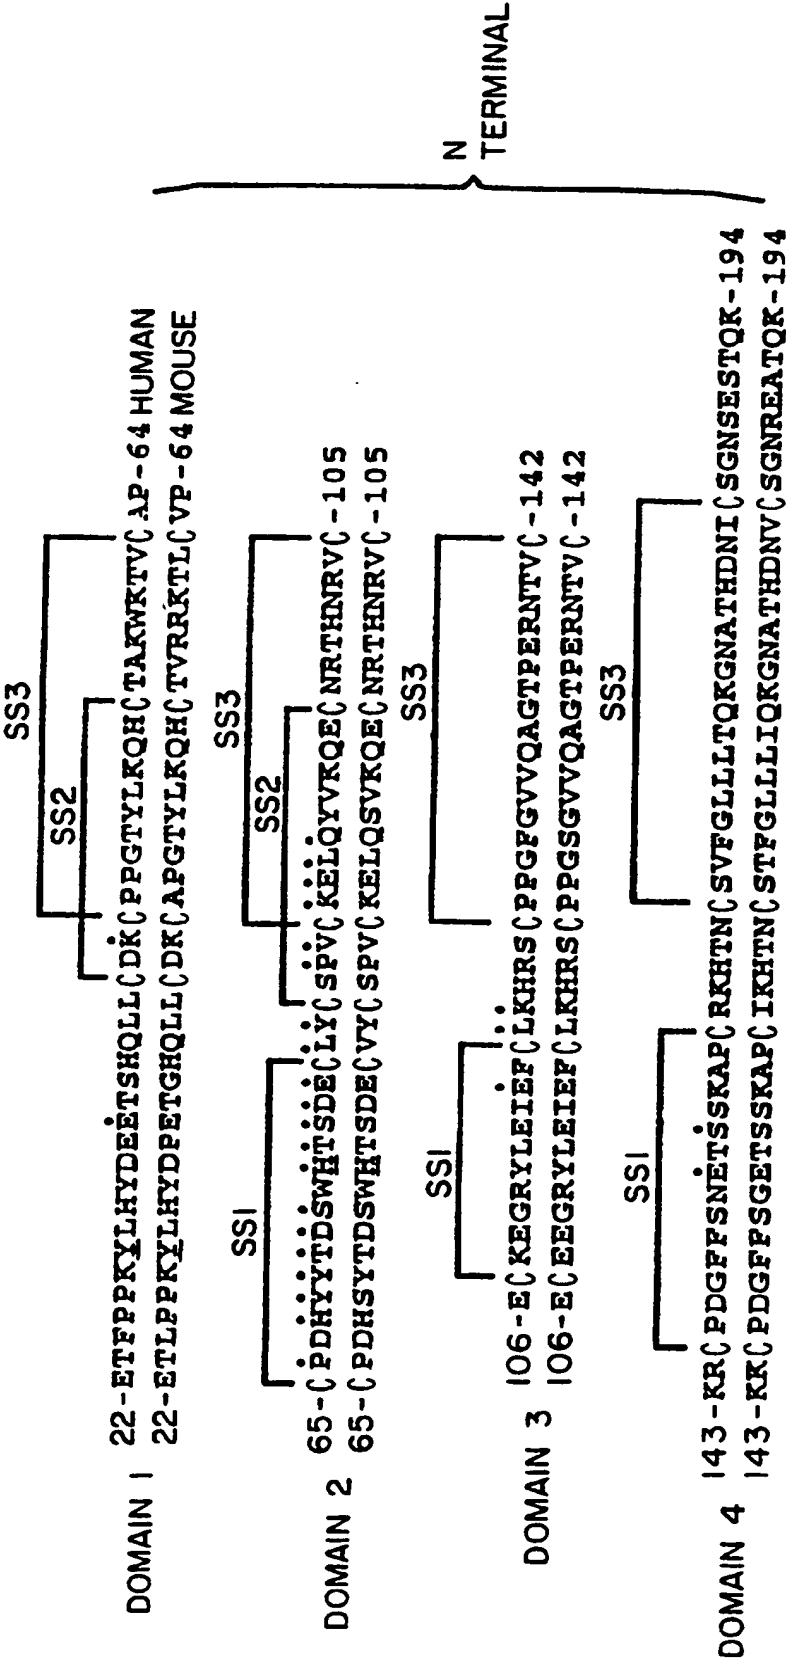 SS3
SS2
DOMAIN 1 22-ETFPPKYLHYDEETSHQLLCDKCPPGTYLKQHCTAKWKTVCAP-64 HUMAN
22-ETLPPKYLHYDPETGHQLLCDKCAPGTYLKQHCTVRRKTLCVP-64 MOUSE
SS3
SS1 SS2
DOMAIN 2 65-CPDHYYTDSWHTSDECLYCSPVCKELQYVKQECNRTHNRVC-105
65-CPDHSYTDSWHTSDECVYCSPVCKELQSVKQECNRTHNRVC-105
SS1 SS3
DOMAIN 3 106-ECKEGRYLEIEFCLKHRSCPPGFGVVQAGTPERNTVC-142
106-ECEEGRYLEIEFCLKHRSCPPGSGVVQAGTPERNTVC-142
SS1 SS3
DOMAIN 4 143-KRCPDGFFSNETSSKAPCRKHTNCSVFGLLLTQKGNATHDNICSGNSESTQK-194
143-KKCPDGFFSGETSSKAPCIKHTNCSTFGLLLIQKGNATHDNVCSGNREATQK-194
N
TERMINAL